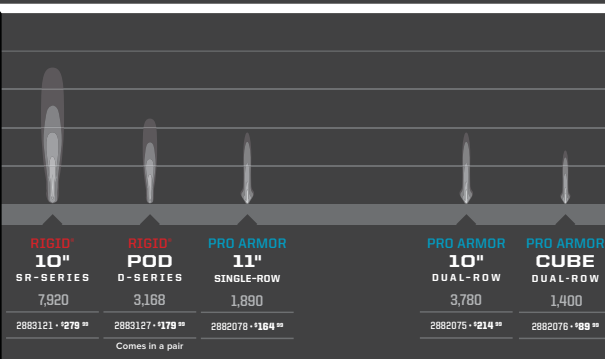 RIGID®
10"
SR-SERIES
7,920
2883121 • $279 99
RIGID®
POD
D-SERIES
3,168
2883127 • $179 99
Comes in a pair
PRO ARMOR
11"
SINGLE-ROW
1,890
2882078 • $164 99
PRO ARMOR
10"
DUAL-ROW
3,780
2882075 • $214 99
PRO ARMOR
CUBE
DUAL-ROW
1,400
2882076 • $89 99